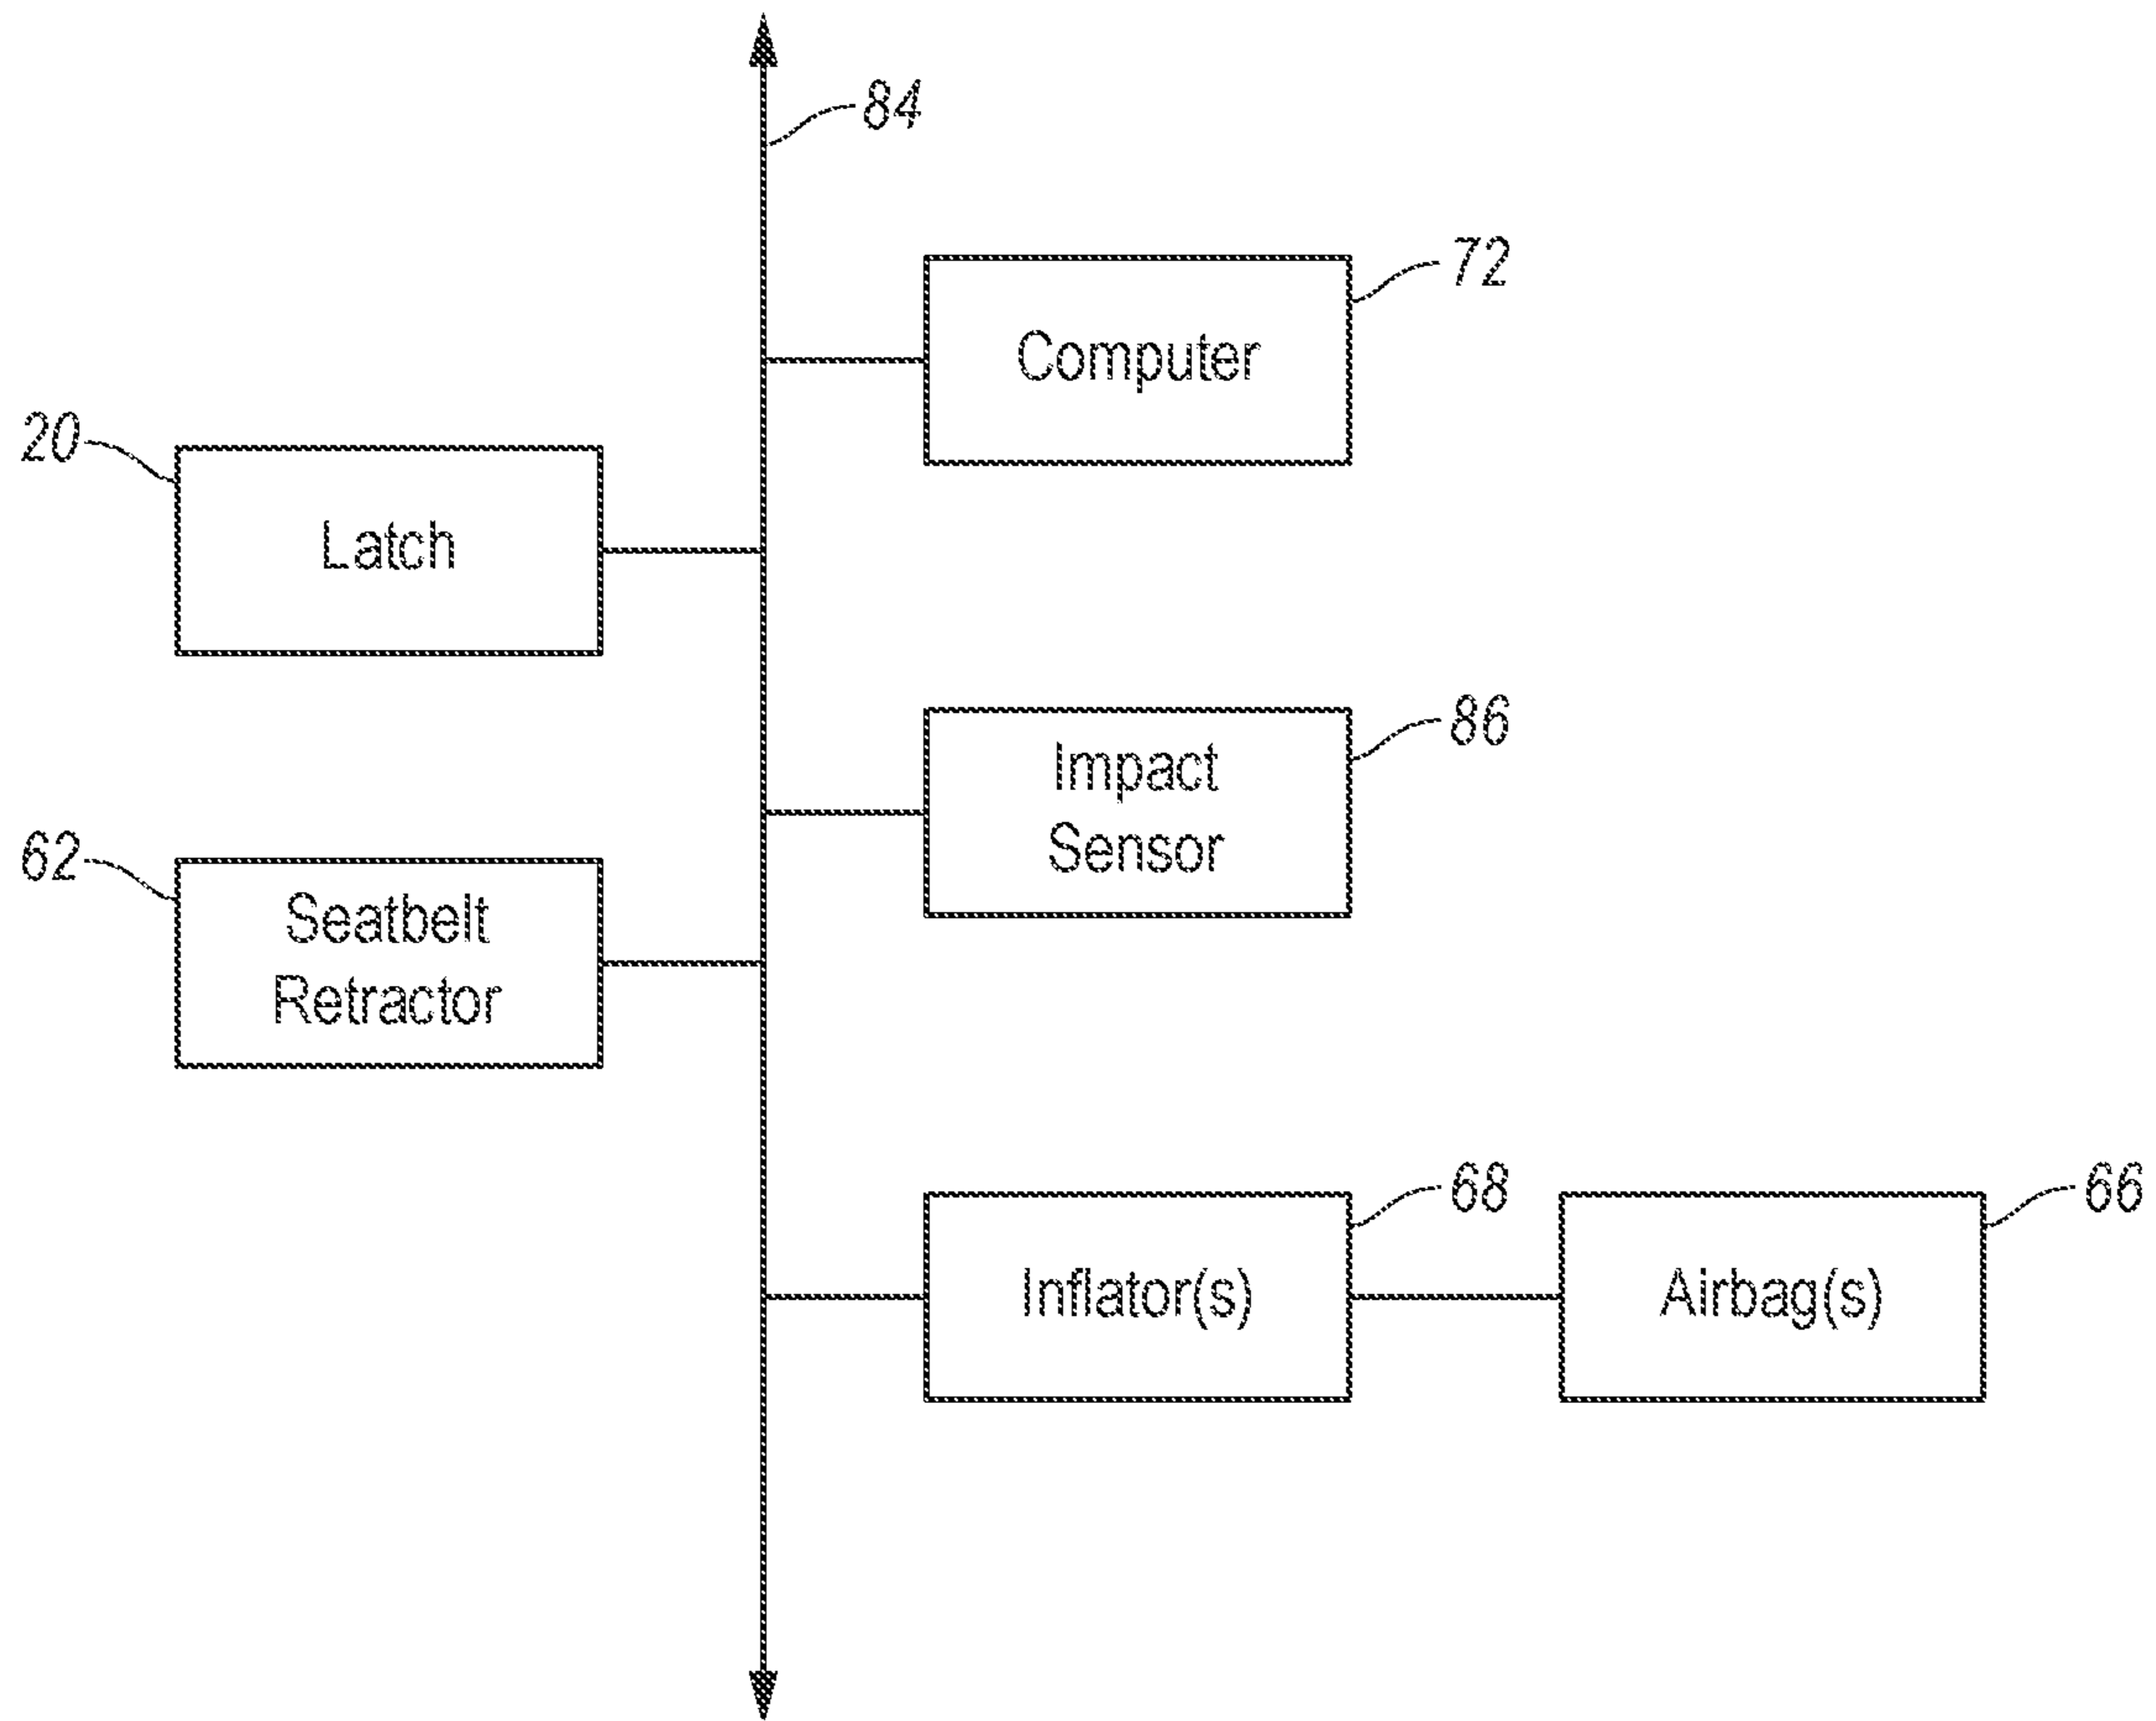 84
72
Computer
20
Latch
86
Impact
Sensor
62
Seatbelt
Retractor
68
Inflator(s)
66
Airbag(s)